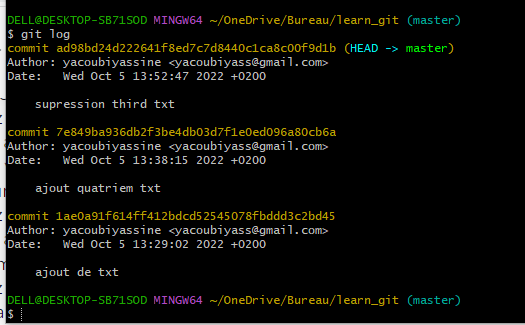 DELL@DESKTOP-SB71SOD MINGW64 ~/OneDrive/Bureau/learn_git (master)
$ git log
commit ad98bd24d222641f8ed7c7d8440c1ca8c00f9d1b (HEAD -> master)
Author: yacoubiyassine <yacoubiyass@gmail.com>
Date:   Wed Oct 5 13:52:47 2022 +0200
    supression third txt
commit 7e849ba936db2f3be4db03d7f1e0ed096a80cb6a
Author: yacoubiyassine <yacoubiyass@gmail.com>
Date:   Wed Oct 5 13:38:15 2022 +0200
    ajout quatriem txt
commit 1ae0a91f614ff412bdcd52545078fbddd3c2bd45
Author: yacoubiyassine <yacoubiyass@gmail.com>
Date:   Wed Oct 5 13:29:02 2022 +0200
    ajout de txt
DELL@DESKTOP-SB71SOD MINGW64 ~/OneDrive/Bureau/learn_git (master)
$